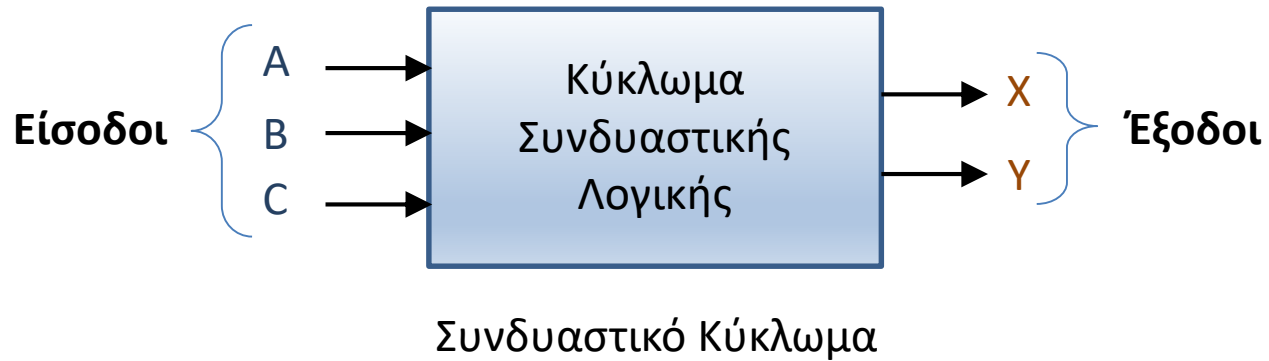 Είσοδοι
A
B
C
Κύκλωμα
Συνδυαστικής
Λογικής
X
Y
Έξοδοι
Συνδυαστικό Κύκλωμα